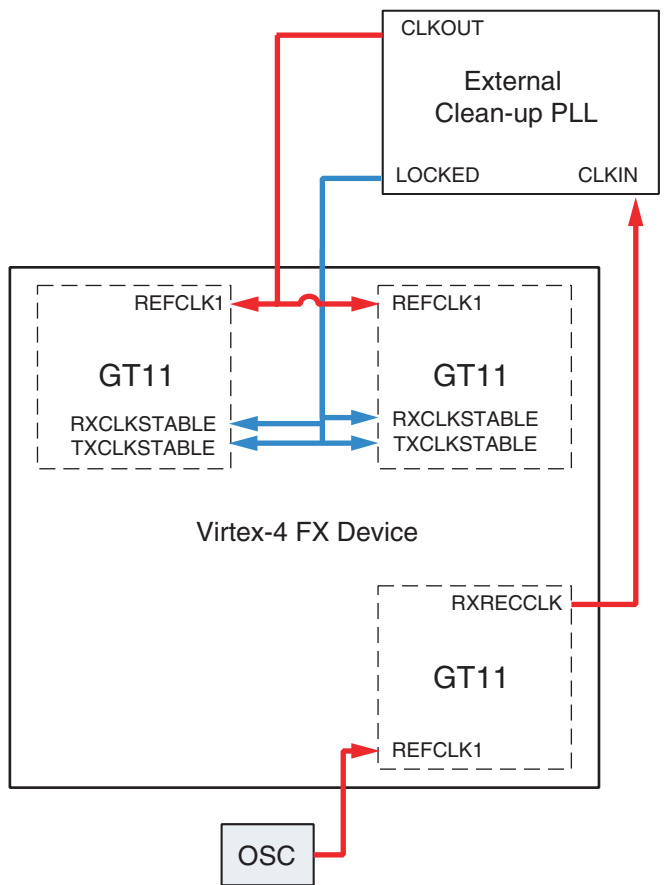 CLKOUT
External
Clean-up PLL
LOCKED
CLKIN
REFCLK1
REFCLK1
GT11
GT11
RXCLKSTABLE
TXCLKSTABLE
RXCLKSTABLE
TXCLKSTABLE
Virtex-4 FX Device
RXRECCLK
GT11
REFCLK1
OSC